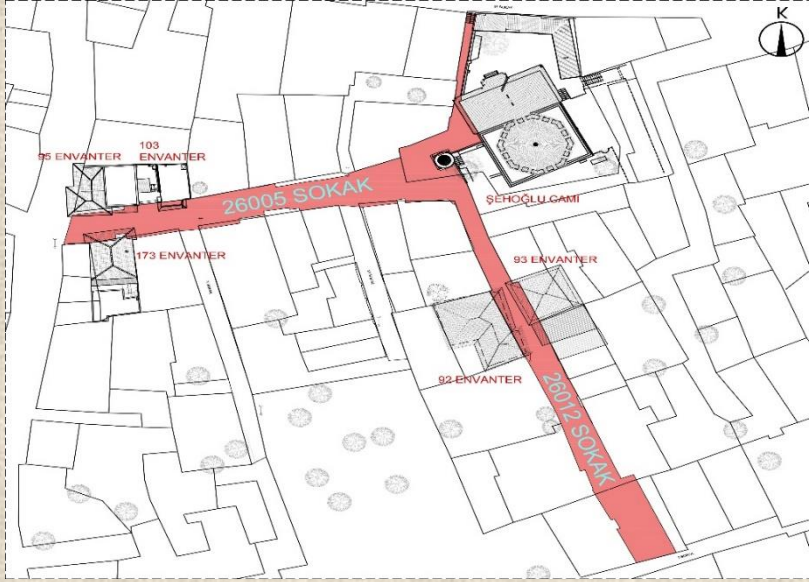 K
95 ENVANTER
103
ENVANTER
26005 SOKAK
ŞEHOĞLU CAMİ
173 ENVANTER
93 ENVANTER
92 ENVANTER
26012 SOKAK